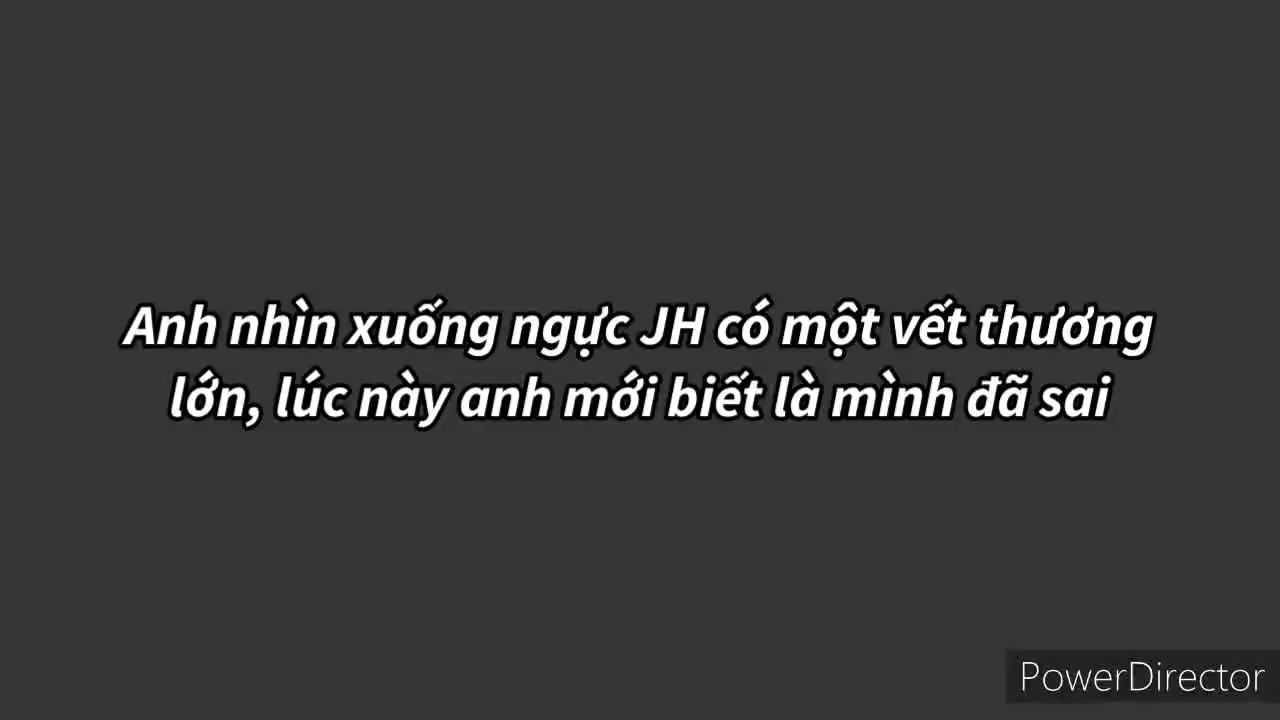 Anh nhìn xuống ngực JH có một vết thương
lớn, lúc này anh mới biết là mình đã sai
PowerDirector